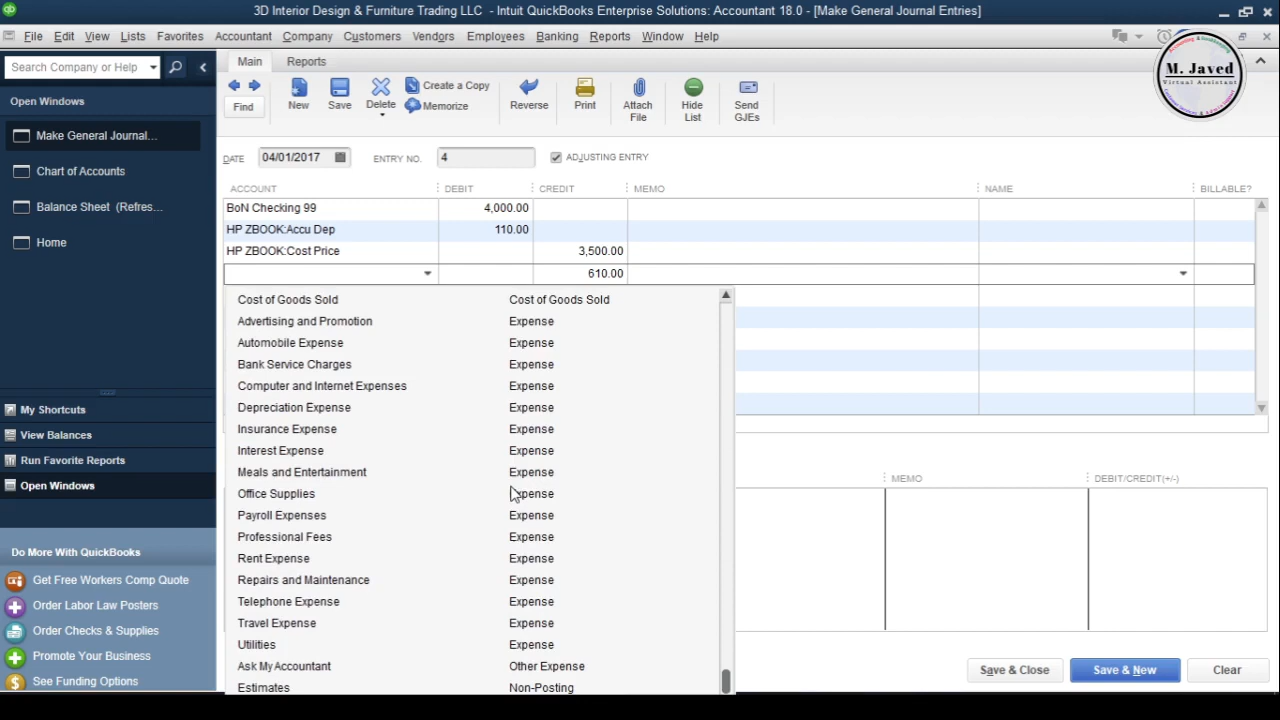 3D Interior Design & Furniture Trading LLC - Intuit QuickBooks Enterprise Solutions: Accountant 18.0 - [Make General Journal Entries]
File Edit View Lists Favorites Accountant Company Customers Vendors Employees Banking Reports Window Help
Search Company or Help
Open Windows
Make General Journal...
Chart of Accounts
Balance Sheet (Refres...
Home
My Shortcuts
View Balances
Run Favorite Reports
Open Windows
Do More With QuickBooks
Get Free Workers Comp Quote
Order Labor Law Posters
Order Checks & Supplies
Promote Your Business
See Funding Options
Main Reports
Find
New
Save
Delete
Create a Copy
Memorize
Reverse
Print
Attach File
Hide List
Send GJEs
M. Javed
Virtual Assistant
DATE 04/01/2017 ENTRY NO. 4 ADJUSTING ENTRY
ACCOUNT DEBIT CREDIT MEMO NAME BILLABLE?
BoN Checking 99 4,000.00
HP ZBOOK:Accu Dep 110.00
HP ZBOOK:Cost Price 3,500.00
610.00
Cost of Goods Sold Cost of Goods Sold
Advertising and Promotion Expense
Automobile Expense Expense
Bank Service Charges Expense
Computer and Internet Expenses Expense
Depreciation Expense Expense
Insurance Expense Expense
Interest Expense Expense
Meals and Entertainment Expense
Office Supplies Expense
Payroll Expenses Expense
Professional Fees Expense
Rent Expense Expense
Repairs and Maintenance Expense
Telephone Expense Expense
Travel Expense Expense
Utilities Expense
Ask My Accountant Other Expense
Estimates Non-Posting
MEMO DEBIT/CREDIT(+/-)
Save & Close Save & New Clear